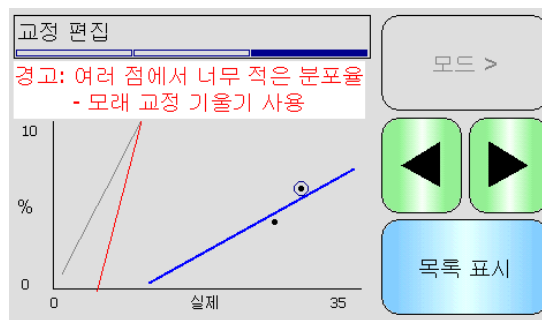 교정 편집
모드 >
경고: 여러 점에서 너무 적은 분포율
- 모래 교정 기울기 사용
10
%
0
0 실제 35
목록 표시